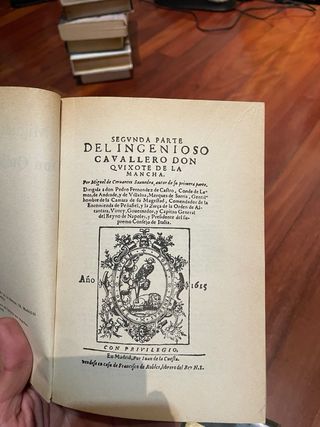 SEGVNDA PARTE
DEL INGENIOSO
CAVALLERO DON
QVIXOTE DE LA
MANCHA.
Por Miguel de Ceruantes Saauedra, autor de su primera parte.
Dirigida a don Pedro Fernandez de Castro, Conde de Le-
mos, de Andrade, y de Villalua, Marques de Sarria, Gentil-
hombre de la Camara de su Magestad, Comendador de la
Encomienda de Peñafiel, y la Zarça de la Orden de Al-
cantara, Virrey, Gouernador, y Capitan General
del Reyno de Napoles, y Presidente del su-
premo Consejo de Italia.
Año 1615
CON PRIVILEGIO,
En Madrid, Por Iuan de la Cuesta.
vendese en casa de Francisco de Robles, librero del Rey N.S.